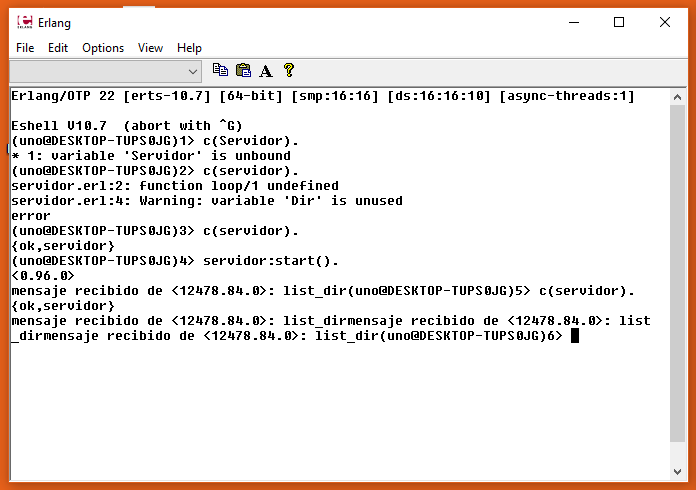 Erlang
File Edit Options View Help
Erlang/OTP 22 [erts-10.7] [64-bit] [smp:16:16] [ds:16:16:10] [async-threads:1]
Eshell V10.7  (abort with ^G)
(uno@DESKTOP-TUPS0JG)1> c(Servidor).
* 1: variable 'Servidor' is unbound
(uno@DESKTOP-TUPS0JG)2> c(servidor).
servidor.erl:2: function loop/1 undefined
servidor.erl:4: Warning: variable 'Dir' is unused
error
(uno@DESKTOP-TUPS0JG)3> c(servidor).
{ok,servidor}
(uno@DESKTOP-TUPS0JG)4> servidor:start().
<0.96.0>
mensaje recibido de <12478.84.0>: list_dir(uno@DESKTOP-TUPS0JG)5> c(servidor).
{ok,servidor}
mensaje recibido de <12478.84.0>: list_dirmensaje recibido de <12478.84.0>: list
_dirmensaje recibido de <12478.84.0>: list_dir(uno@DESKTOP-TUPS0JG)6>